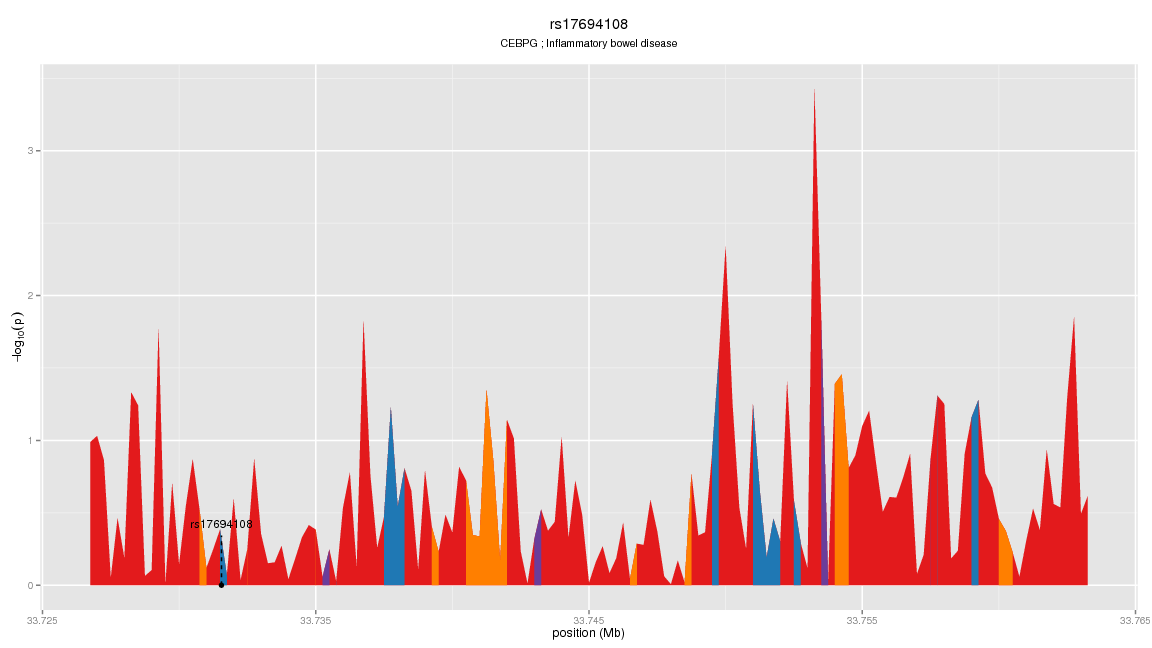 rs17694108
CEBPG ; Inflammatory bowel disease
3
2
1
0
−log10(p)
rs17694108
33.725
33.735
33.745
33.755
33.765
position (Mb)